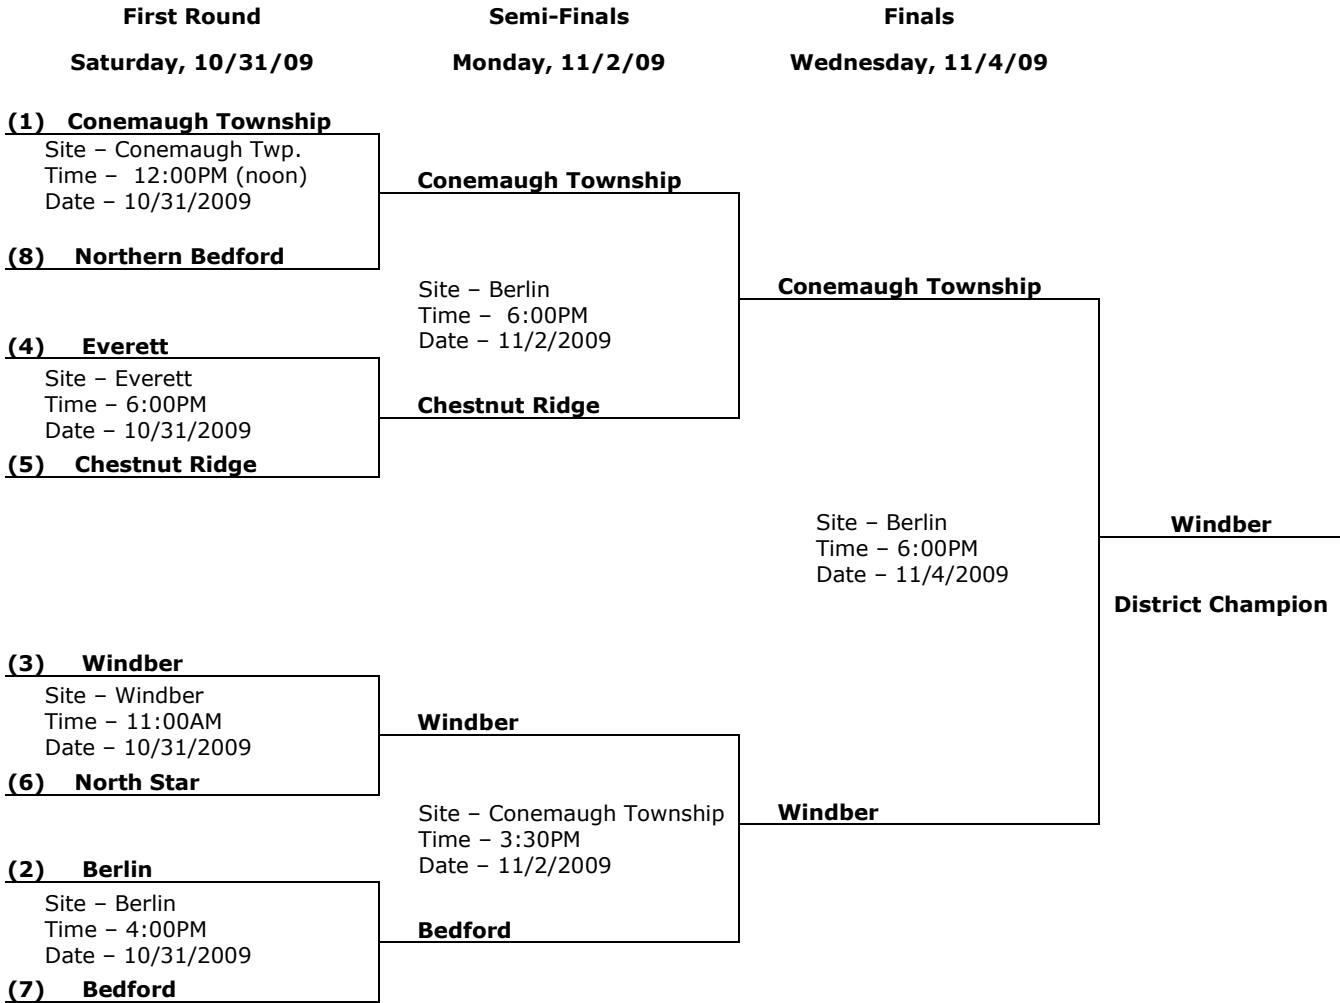 First Round
Semi-Finals
Finals
Saturday, 10/31/09
Monday, 11/2/09
Wednesday, 11/4/09
(1) Conemaugh Township
Site – Conemaugh Twp.
Time – 12:00PM (noon)
Date – 10/31/2009
(8) Northern Bedford
Conemaugh Township
Site – Berlin
Time – 6:00PM
Date – 11/2/2009
Chestnut Ridge
(4) Everett
Site – Everett
Time – 6:00PM
Date – 10/31/2009
(5) Chestnut Ridge
Conemaugh Township
Site – Berlin
Time – 6:00PM
Date – 11/4/2009
Windber
District Champion
(3) Windber
Site – Windber
Time – 11:00AM
Date – 10/31/2009
(6) North Star
Windber
Site – Conemaugh Township
Time – 3:30PM
Date – 11/2/2009
Bedford
Windber
(2) Berlin
Site – Berlin
Time – 4:00PM
Date – 10/31/2009
(7) Bedford